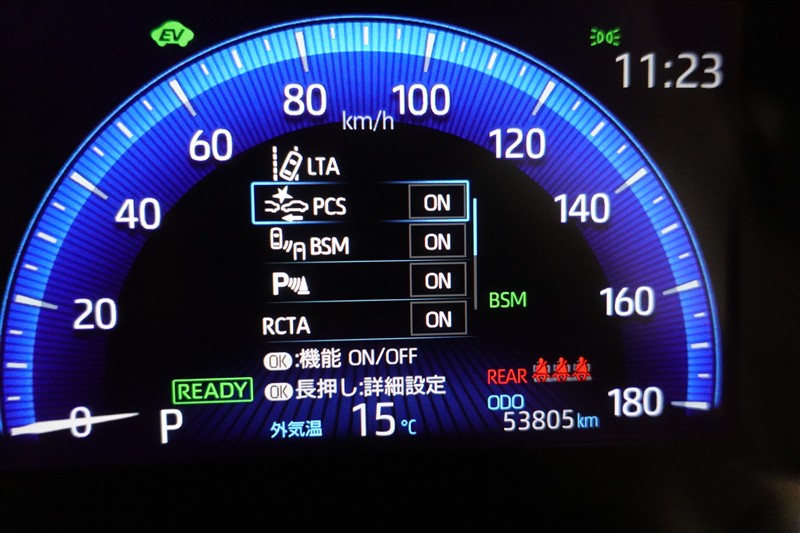 EV
11:23
80
100
km/h
60
120
LTA
40
PCS ON
140
BSM ON
P ON
20
BSM
160
RCTA ON
OK:機能 ON/OFF
REAR
READY
OK長押し:詳細設定
ODO
180
0
P
外気温 15℃
53805km